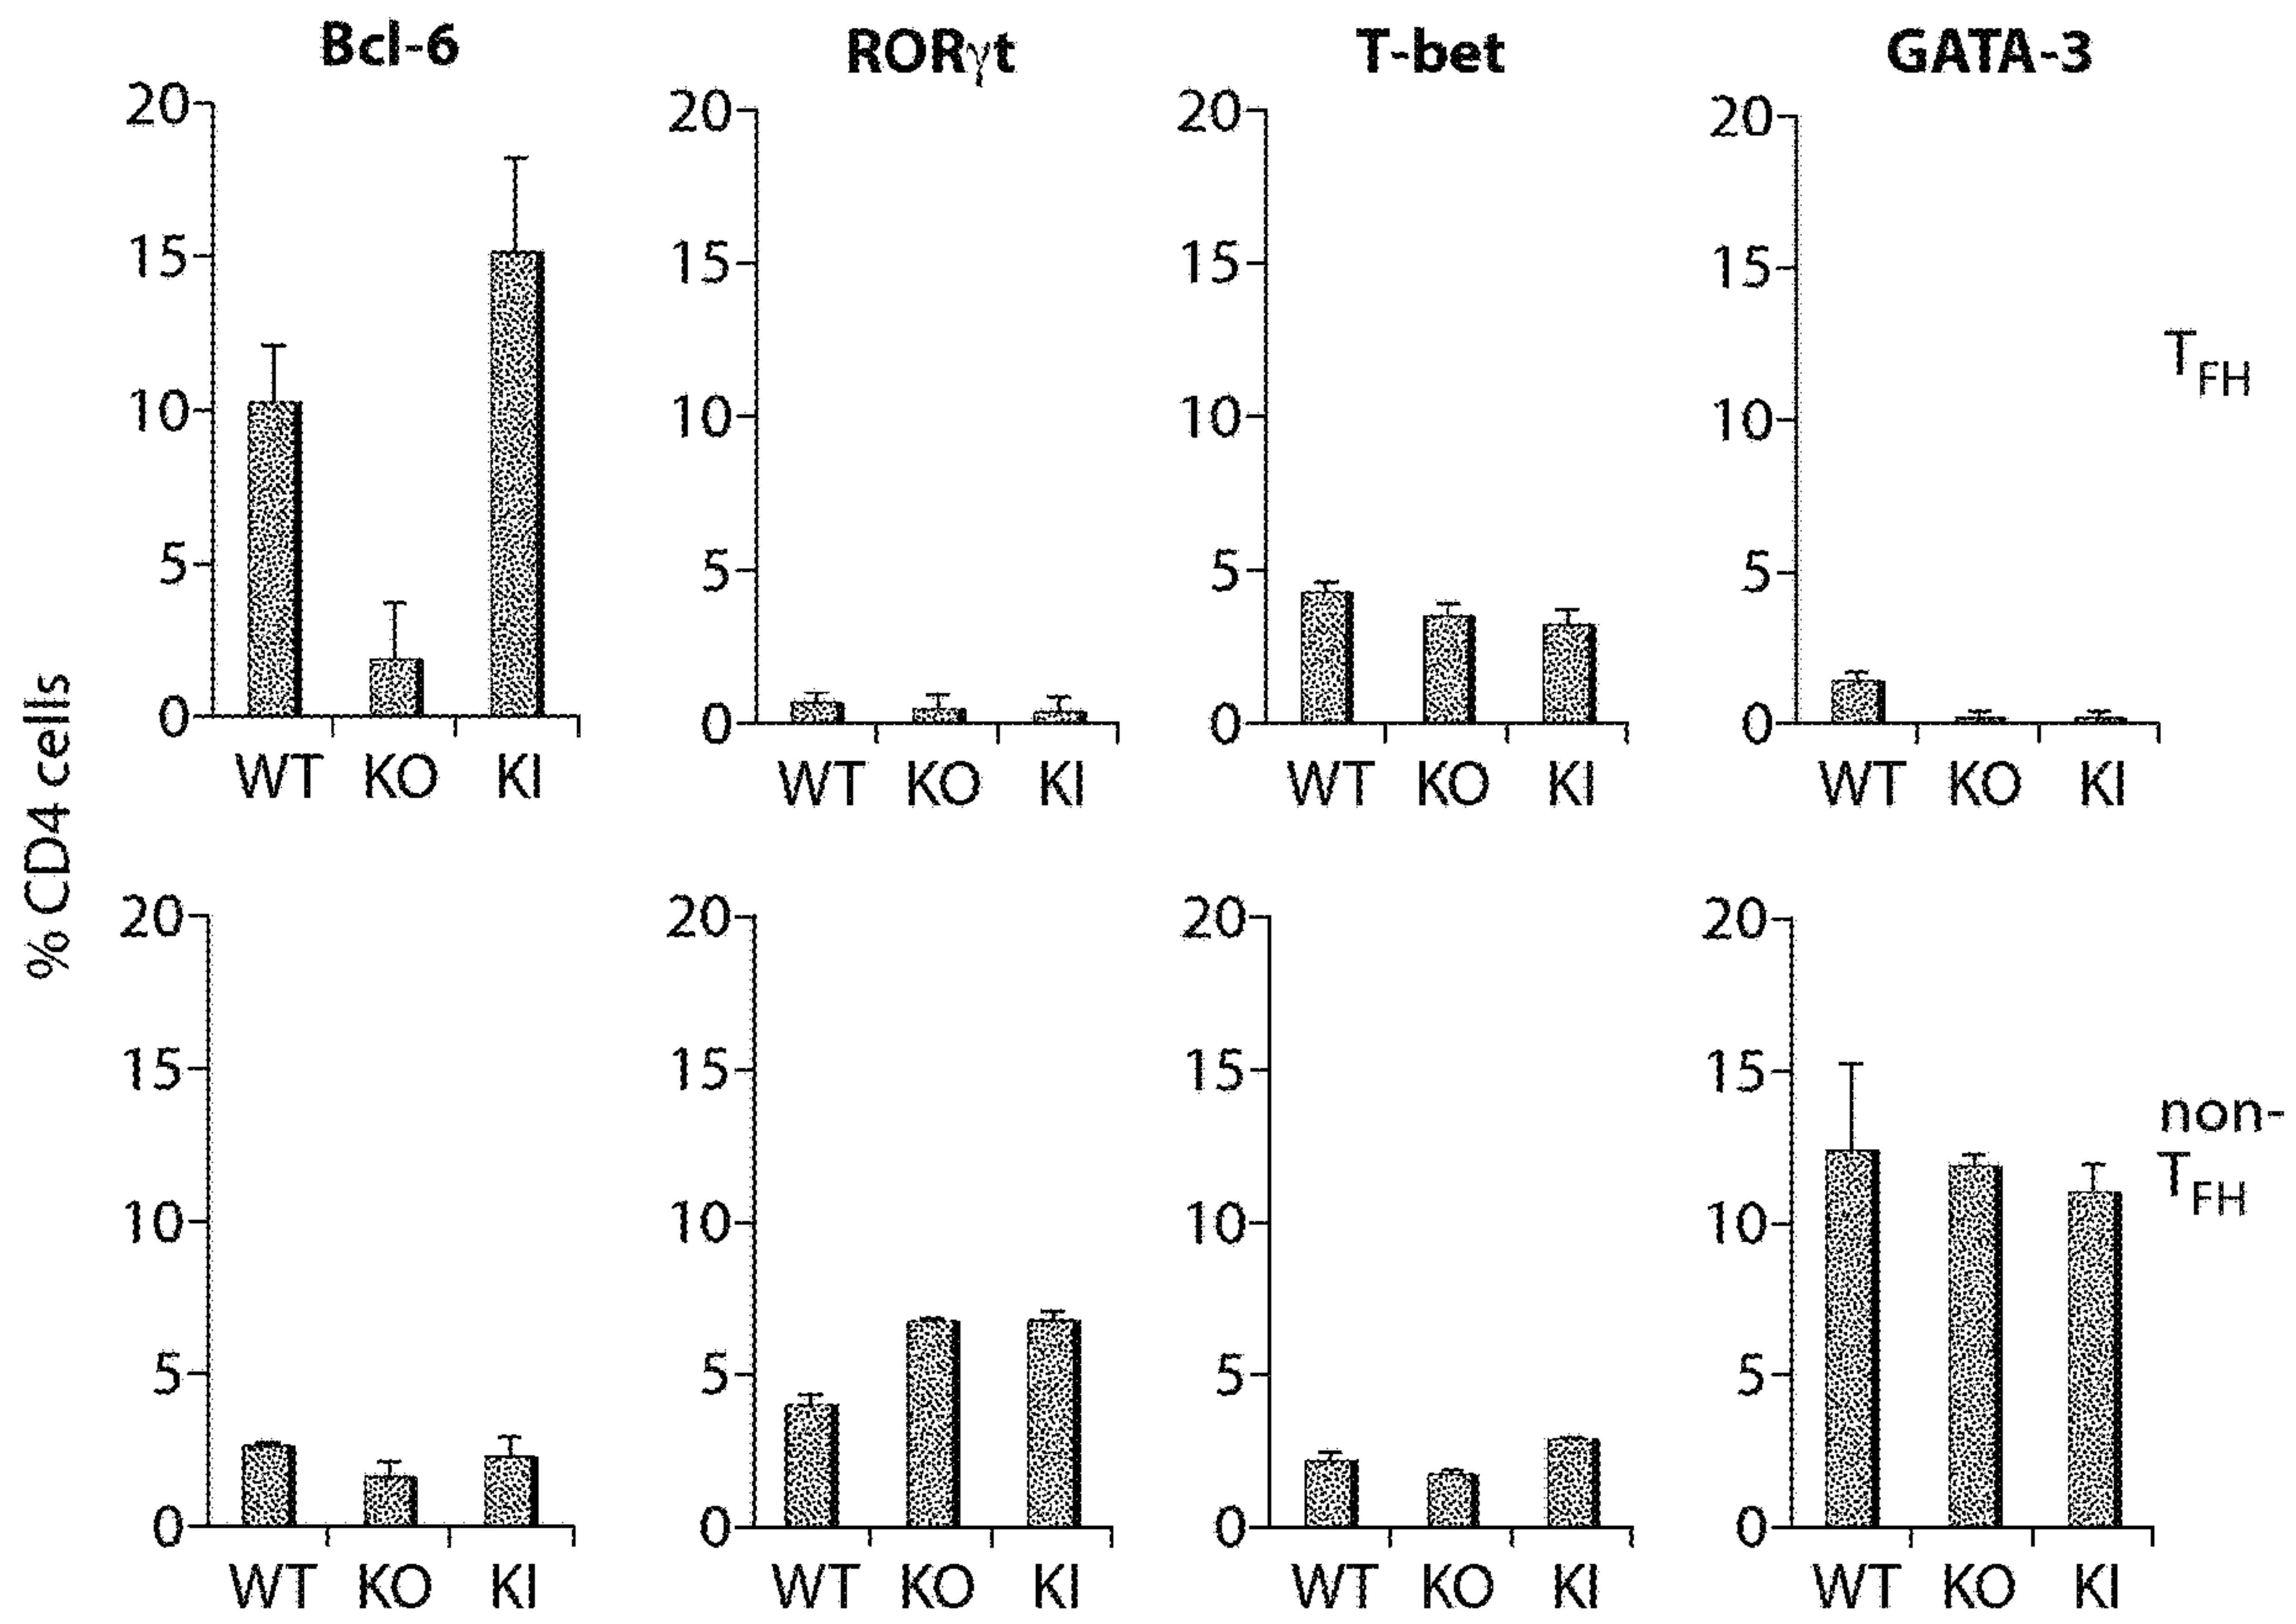 Bcl-6 RORγt T-bet GATA-3
20 20 20 20
15 15 15 15
10 10 10 10
T_FH
5 5 5 5
0 0 0 0
WT KO KI WT KO KI WT KO KI WT KO KI
% CD4 cells
20 20 20 20
15 15 15 15
non-
T_FH
10 10 10 10
5 5 5 5
0 0 0 0
WT KO KI WT KO KI WT KO KI WT KO KI